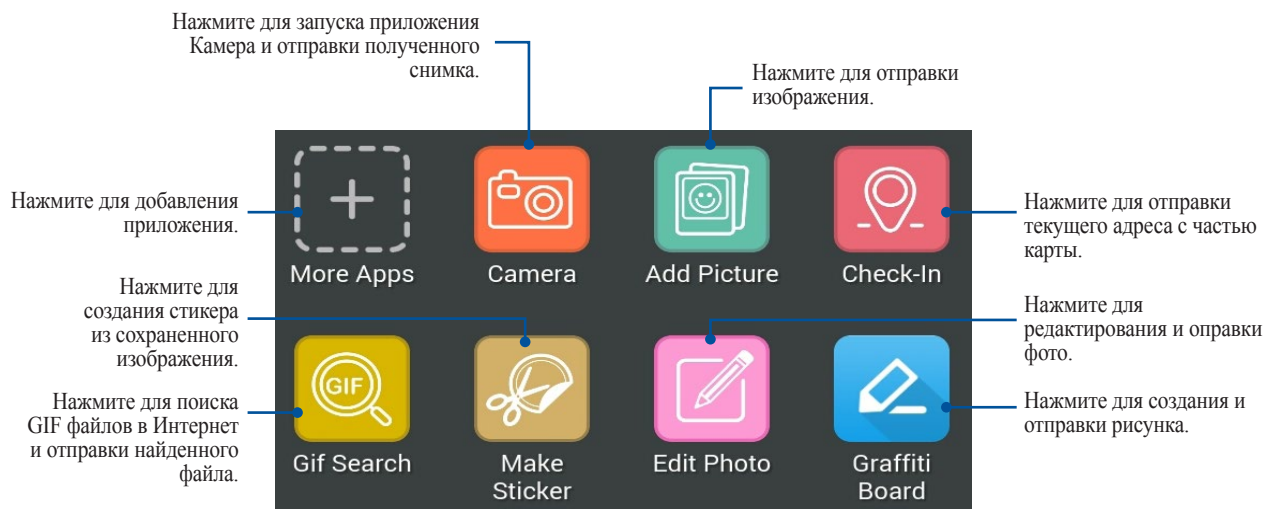 Нажмите для запуска приложения
Камера и отправки полученного
снимка.
Нажмите для отправки
изображения.
Нажмите для добавления
приложения.
Нажмите для отправки
текущего адреса с частью
карты.
More Apps
Camera
Add Picture
Check-In
Нажмите для
создания стикера
из сохраненного
изображения.
Нажмите для
редактирования и оправки
фото.
GIF
Нажмите для поиска
GIF файлов в Интернет
и отправки найденного
файла.
Нажмите для создания и
отправки рисунка.
Gif Search
Make
Sticker
Edit Photo
Graffiti
Board